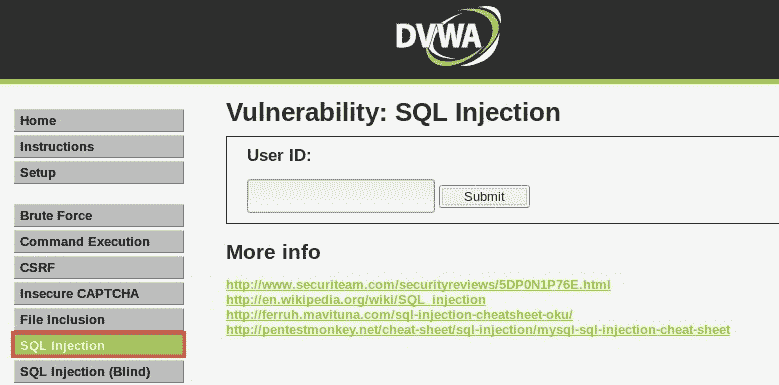 DVWA
Home
Instructions
Setup
Brute Force
Command Execution
CSRF
Insecure CAPTCHA
File Inclusion
SQL Injection
SQL Injection (Blind)
Vulnerability: SQL Injection
User ID:
Submit
More info
http://www.securiteam.com/securityreviews/5DP0N1P76E.html
http://en.wikipedia.org/wiki/SQL_injection
http://ferruh.mavituna.com/sql-injection-cheatsheet-oku/
http://pentestmonkey.net/cheat-sheet/sql-injection/mysql-sql-injection-cheat-sheet